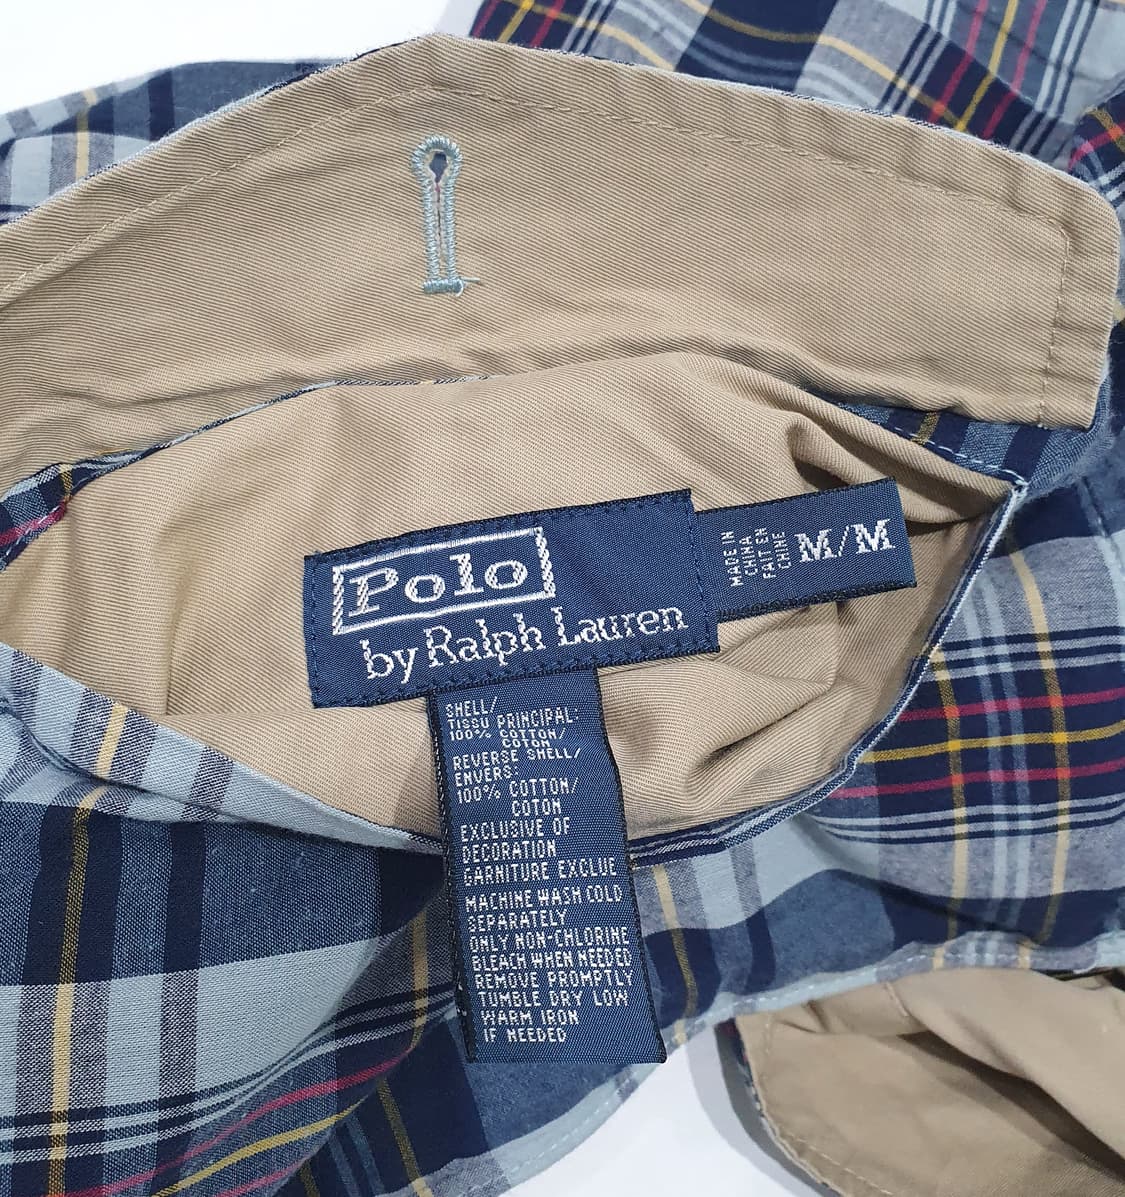 Polo
by Ralph Lauren
MADE IN
CHINA
FAIT EN
CHINE
M/M
SHELL/
TISSU PRINCIPAL:
100% COTTON/
COTON
REVERSE SHELL/
ENVERS:
100% COTTON/
COTON
EXCLUSIVE OF
DECORATION
GARNITURE EXCLUE
MACHINE WASH COLD
SEPARATELY
ONLY NON-CHLORINE
BLEACH WHEN NEEDED
REMOVE PROMPTLY
TUMBLE DRY LOW
WARM IRON
IF NEEDED